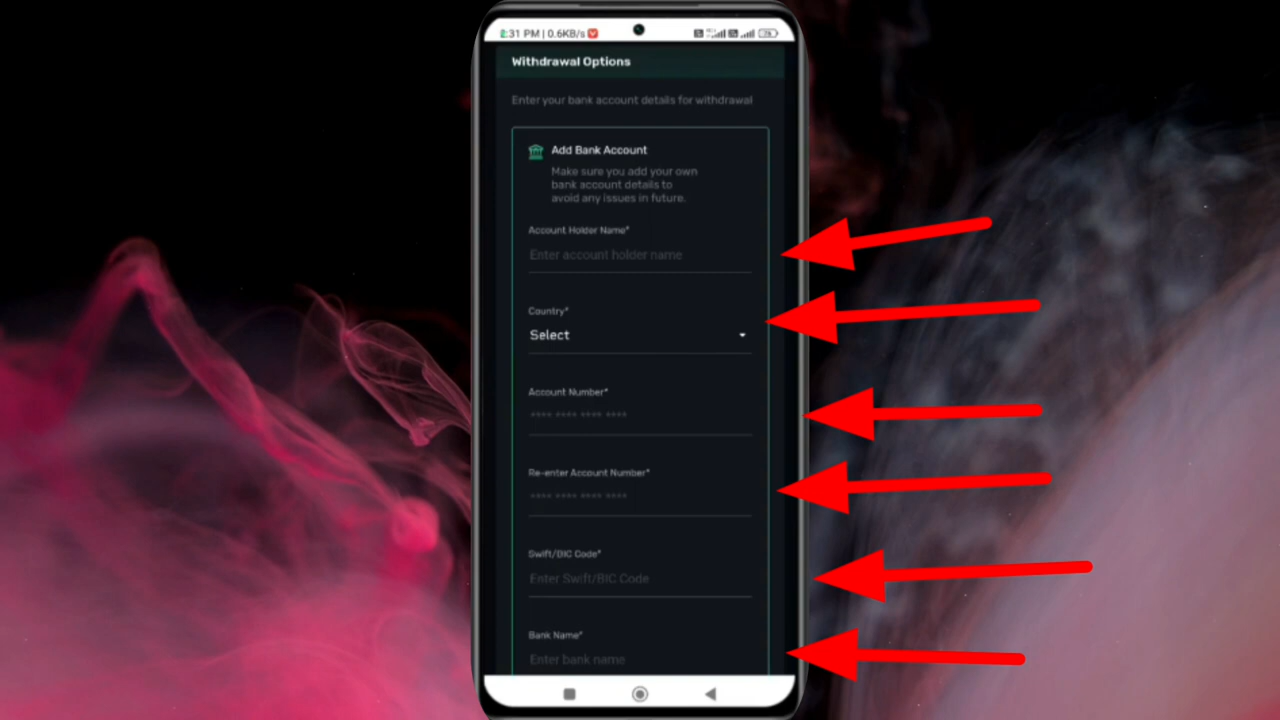 2:31 PM | 0.6KB/s
Withdrawal Options
Enter your bank account details for withdrawal
Add Bank Account
Make sure you add your own
bank account details to
avoid any issues in future.
Account Holder Name*
Enter account holder name
Country*
Select
Account Number*
**** **** **** ****
Re-enter Account Number*
**** **** **** ****
Swift/BIC Code*
Enter Swift/BIC Code
Bank Name*
Enter bank name